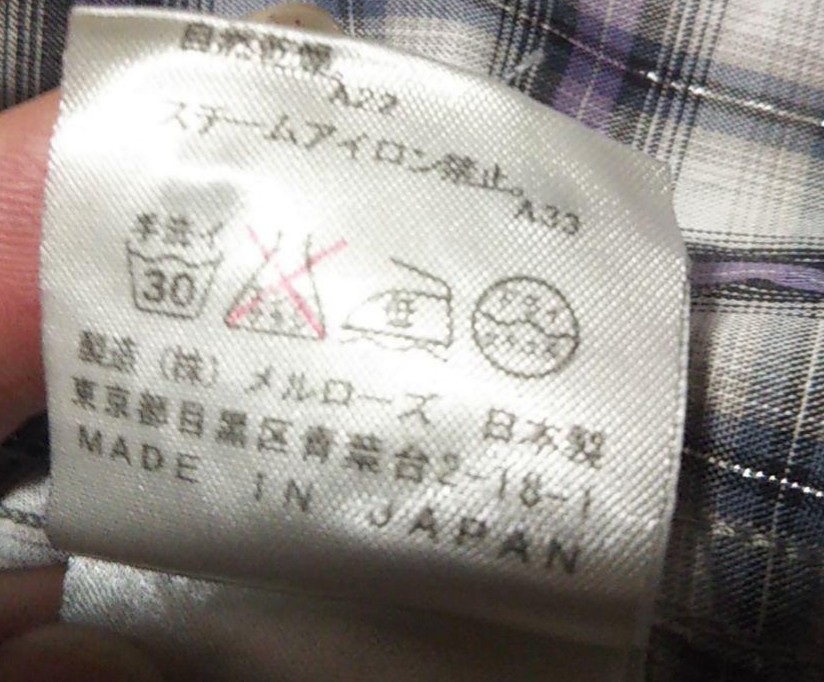 自然乾燥。
A22
スチームアイロン禁止。
A33
手洗イ
30
低
ドライ
製造（株）メルローズ 日本製
東京都目黒区青葉台2-18-1
MADE IN JAPAN